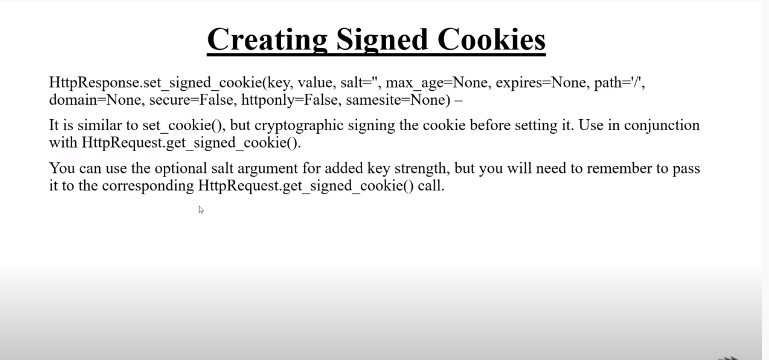 Creating Signed Cookies
HttpResponse.set_signed_cookie(key, value, salt='', max_age=None, expires=None, path='/',
domain=None, secure=False, httponly=False, samesite=None) –
It is similar to set_cookie(), but cryptographic signing the cookie before setting it. Use in conjunction
with HttpRequest.get_signed_cookie().
You can use the optional salt argument for added key strength, but you will need to remember to pass
it to the corresponding HttpRequest.get_signed_cookie() call.